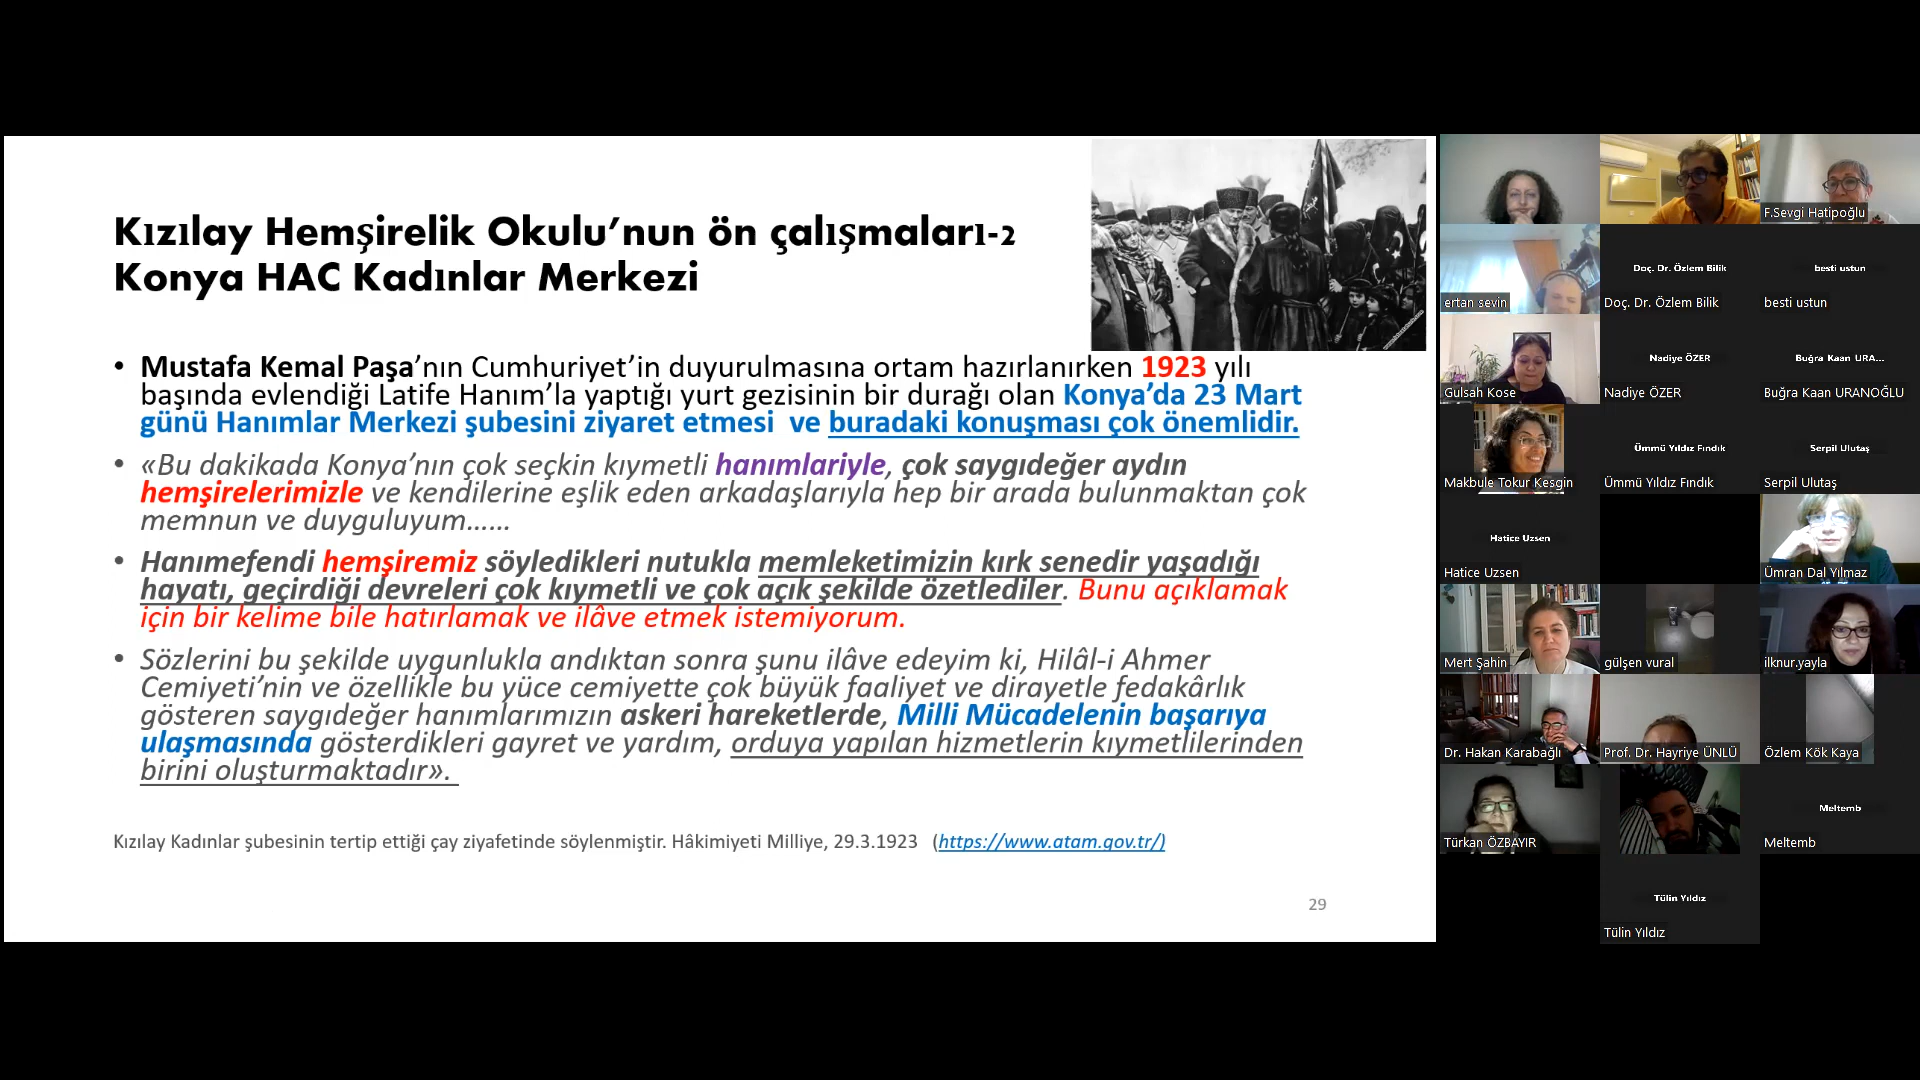 Kızılay Hemşirelik Okulu’nun ön çalışmaları-2
Konya HAC Kadınlar Merkezi
• Mustafa Kemal Paşa’nın Cumhuriyet’in duyurulmasına ortam hazırlanırken 1923 yılı
başında evlendiği Latife Hanım’la yaptığı yurt gezisinin bir durağı olan Konya’da 23 Mart
günü Hanımlar Merkezi şubesini ziyaret etmesi ve buradaki konuşması çok önemlidir.
• «Bu dakikada Konya’nın çok seçkin kıymetli hanımlariyle, çok saygıdeğer aydın
hemşirelerimizle ve kendilerine eşlik eden arkadaşlarıyla hep bir arada bulunmaktan çok
memnun ve duyguluyum......
• Hanımefendi hemşiremiz söyledikleri nutukla memleketimizin kırk senedir yaşadığı
hayatı, geçirdiği devreleri çok kıymetli ve çok açık şekilde özetlediler. Bunu açıklamak
için bir kelime bile hatırlamak ve ilâve etmek istemiyorum.
• Sözlerini bu şekilde uygunlukla andıktan sonra şunu ilâve edeyim ki, Hilâl-i Ahmer
Cemiyeti’nin ve özellikle bu yüce cemiyette çok büyük faaliyet ve dirayetle fedakârlık
gösteren saygıdeğer hanımlarımızın askeri hareketlerde, Milli Mücadelenin başarıya
ulaşmasında gösterdikleri gayret ve yardım, orduya yapılan hizmetlerin kıymetlilerinden
birini oluşturmaktadır».
Kızılay Kadınlar şubesinin tertip ettiği çay ziyafetinde söylenmiştir. Hâkimiyeti Milliye, 29.3.1923 (https://www.atam.gov.tr/)
29
F.Sevgi Hatipoğlu
ertan sevin
Doç. Dr. Özlem Bilik
Doç. Dr. Özlem Bilik
besti ustun
besti ustun
Gulsah Kose
Nadiye ÖZER
Nadiye ÖZER
Buğra Kaan URA...
Buğra Kaan URANOĞLU
Makbule Tokur Kesgin
Ümmü Yıldız Fındık
Ümmü Yıldız Fındık
Serpil Ulutaş
Serpil Ulutaş
Hatice Uzsen
Hatice Uzsen
Ümran Dal Yılmaz
Mert Şahin
gülşen vural
ilknur.yayla
Dr. Hakan Karabağlı
Prof. Dr. Hayriye ÜNLÜ
Özlem Kök Kaya
Türkan ÖZBAYIR
Meltemb
Meltemb
Tülin Yıldız
Tülin Yıldız